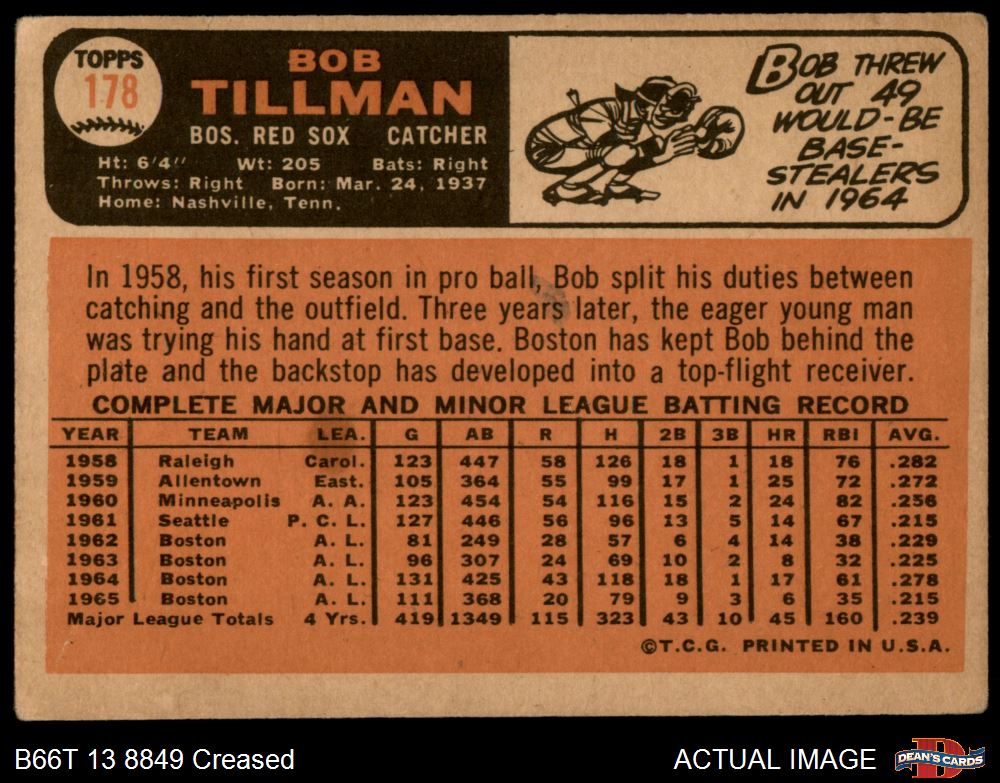 TOPPS
178
BOB
TILLMAN
BOS. RED SOX CATCHER
Ht: 6'4" Wt: 205 Bats: Right
Throws: Right Born: Mar. 24, 1937
Home: Nashville, Tenn.
BOB THREW
OUT 49
WOULD-BE
BASE-
STEALERS
IN 1964
In 1958, his first season in pro ball, Bob split his duties between
catching and the outfield. Three years later, the eager young man
was trying his hand at first base. Boston has kept Bob behind the
plate and the backstop has developed into a top-flight receiver.
COMPLETE MAJOR AND MINOR LEAGUE BATTING RECORD
YEAR TEAM LEA. G AB R H 2B 3B HR RBI AVG.
1958 Raleigh Carol. 123 447 58 126 18 1 18 76 .282
1959 Allentown East. 105 364 55 99 17 1 25 72 .272
1960 Minneapolis A. A. 123 454 54 116 15 2 24 82 .256
1961 Seattle P. C. L. 127 446 56 96 13 5 14 67 .215
1962 Boston A. L. 81 249 28 57 6 4 14 38 .229
1963 Boston A. L. 96 307 24 69 10 2 8 32 .225
1964 Boston A. L. 131 425 43 118 18 1 17 61 .278
1965 Boston A. L. 111 368 20 79 9 3 6 35 .215
Major League Totals 4 Yrs. 419 1349 115 323 43 10 45 160 .239
©T.C.G. PRINTED IN U.S.A.
B66T 13 8849 Creased
ACTUAL IMAGE
D
DEAN'S CARDS